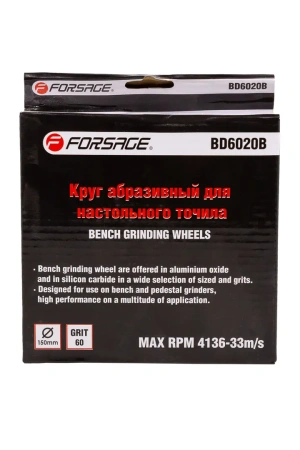 FORSAGE BD6020B
FORSAGE® BD6020B
Круг абразивный для
настольного точила
BENCH GRINDING WHEELS
• Bench grinding wheel are offered in aluminium oxide
and in silicon carbide in a wide selection of sized and grits.
• Designed for use on bench and pedestal grinders,
high performance on a multitude of application.
150mm
GRIT
60
MAX RPM 4136-33m/s